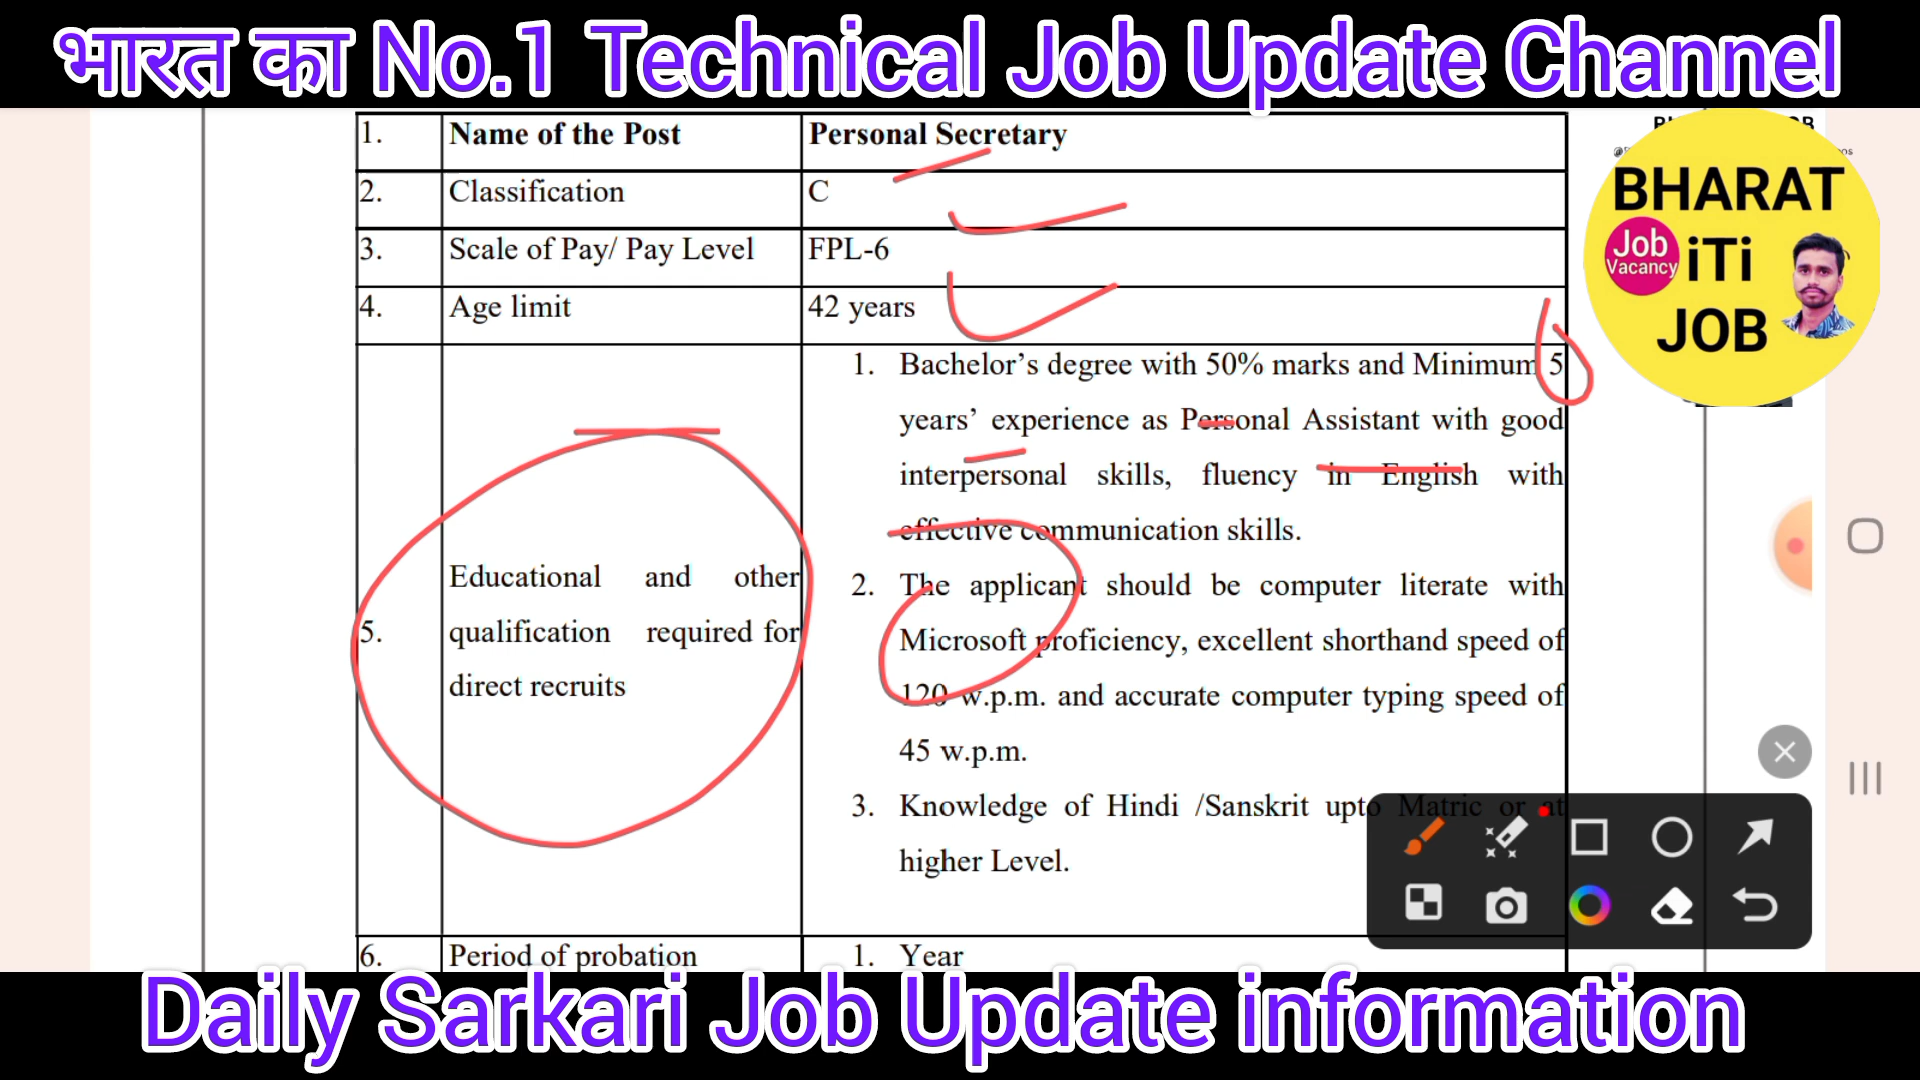 भारत का No.1 Technical Job Update Channel
1. Name of the Post Personal Secretary
2. Classification C
3. Scale of Pay/ Pay Level FPL-6
4. Age limit 42 years
5. Educational and other
qualification required for
direct recruits
1. Bachelor’s degree with 50% marks and Minimum 5
years’ experience as Personal Assistant with good
interpersonal skills, fluency in English with
effective communication skills.
2. The applicant should be computer literate with
Microsoft proficiency, excellent shorthand speed of
120 w.p.m. and accurate computer typing speed of
45 w.p.m.
3. Knowledge of Hindi /Sanskrit upto Matric or at
higher Level.
6. Period of probation 1. Year
BHARAT
Job
Vacancy
iTi
JOB
Daily Sarkari Job Update information